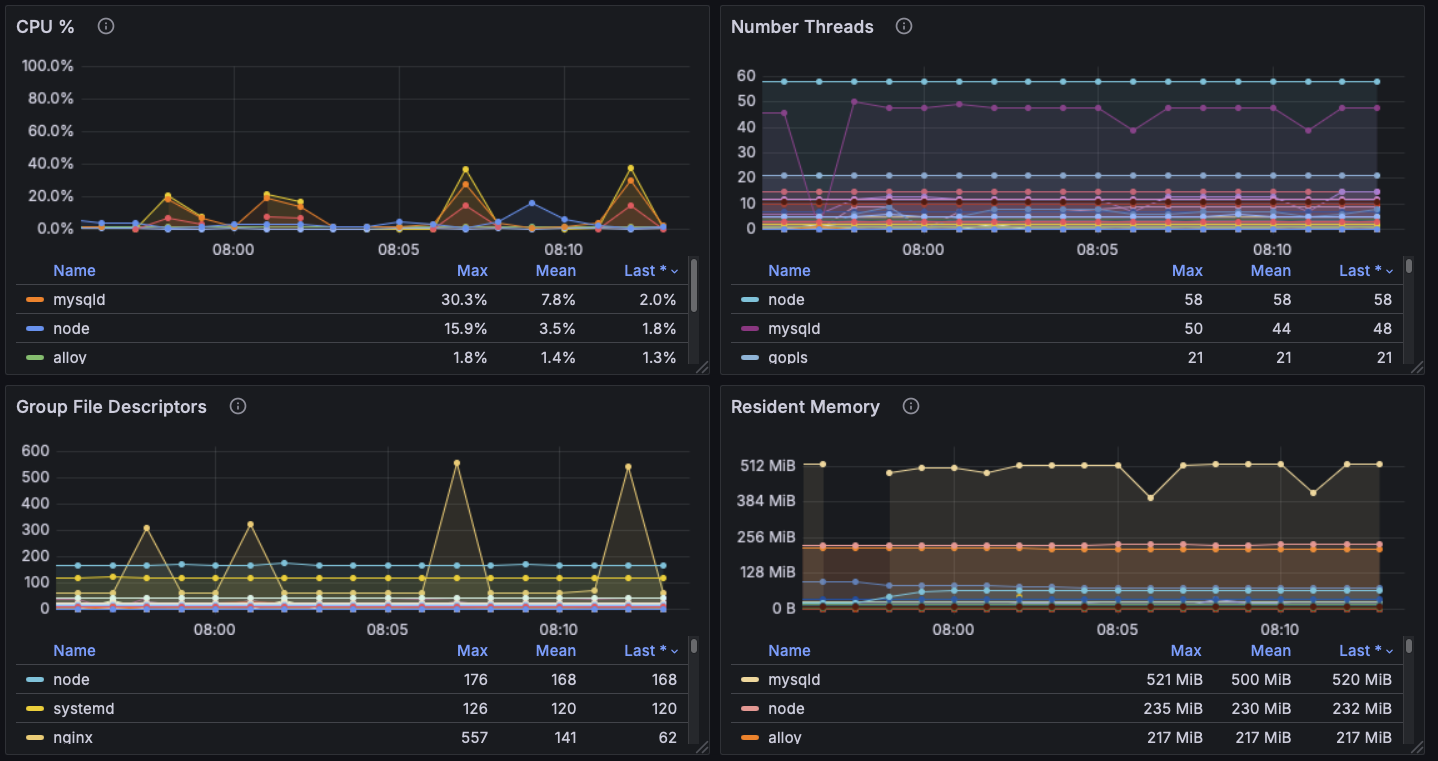 CPU %
100.0%
80.0%
60.0%
40.0%
20.0%
0.0%
08:00 08:05 08:10
Name Max Mean Last *
mysqld 30.3% 7.8% 2.0%
node 15.9% 3.5% 1.8%
alloy 1.8% 1.4% 1.3%
Number Threads
60
50
40
30
20
10
0
08:00 08:05 08:10
Name Max Mean Last *
node 58 58 58
mysqld 50 44 48
gopls 21 21 21
Group File Descriptors
600
500
400
300
200
100
0
08:00 08:05 08:10
Name Max Mean Last *
node 176 168 168
systemd 126 120 120
nginx 557 141 62
Resident Memory
512 MiB
384 MiB
256 MiB
128 MiB
0 B
08:00 08:05 08:10
Name Max Mean Last *
mysqld 521 MiB 500 MiB 520 MiB
node 235 MiB 230 MiB 232 MiB
alloy 217 MiB 217 MiB 217 MiB